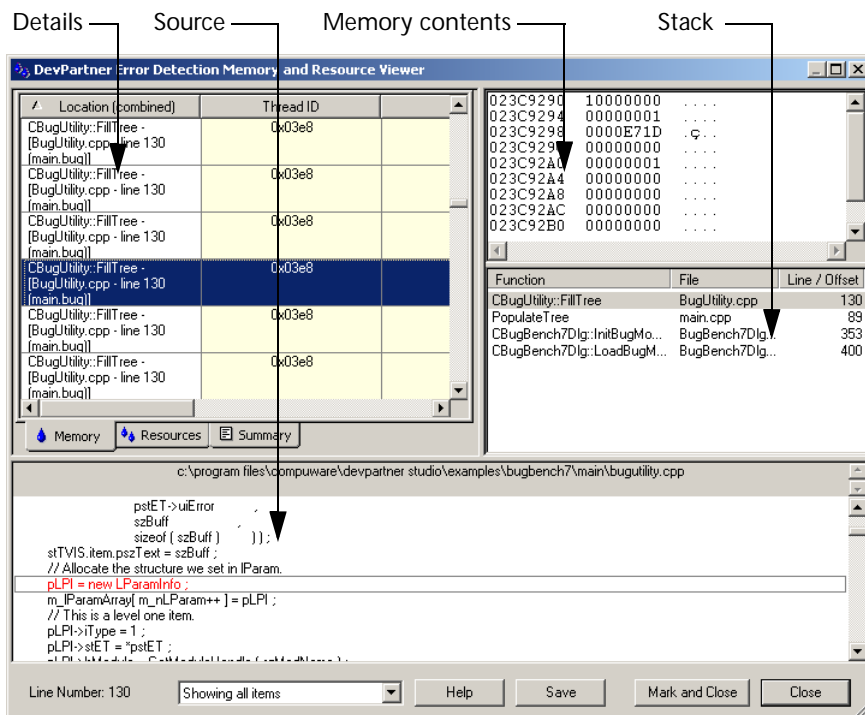 Details Source Memory contents Stack
DevPartner Error Detection Memory and Resource Viewer
Location (combined) Thread ID
CBugUtility::FillTree - 0x03e8
[BugUtility.cpp - line 130
(main.bug)]
CBugUtility::FillTree - 0x03e8
[BugUtility.cpp - line 130
(main.bug)]
CBugUtility::FillTree - 0x03e8
[BugUtility.cpp - line 130
(main.bug)]
CBugUtility::FillTree - 0x03e8
[BugUtility.cpp - line 130
(main.bug)]
CBugUtility::FillTree - 0x03e8
[BugUtility.cpp - line 130
(main.bug)]
CBugUtility::FillTree - 0x03e8
[BugUtility.cpp - line 130
(main.bug)]
Memory Resources Summary
023C9290 10000000 ....
023C9294 00000001 ....
023C9298 0000E71D .ç..
023C929C 00000000 ....
023C92A0 00000001 ....
023C92A4 00000000 ....
023C92A8 00000000 ....
023C92AC 00000000 ....
023C92B0 00000000 ....
Function File Line / Offset
CBugUtility::FillTree BugUtility.cpp 130
PopulateTree main.cpp 89
CBugBench7Dlg::InitBugMo... BugBench7Dlg... 353
CBugBench7Dlg::LoadBugM... BugBench7Dlg... 400
c:\program files\compuware\devpartner studio\examples\bugbench7\main\bugutility.cpp
pstET->uiError ,
szBuff ,
sizeof ( szBuff ) ) ) ;
stTVIS.item.pszText = szBuff ;
// Allocate the structure we set in lParam.
pLPI = new LParamInfo ;
m_lParamArray[ m_nLParam++ ] = pLPI ;
// This is a level one item.
pLPI->iType = 1 ;
pLPI->stET = *pstET ;
pLPI->hModule = GetModuleHandle ( szModName ) ;
Line Number: 130 Showing all items Help Save Mark and Close Close